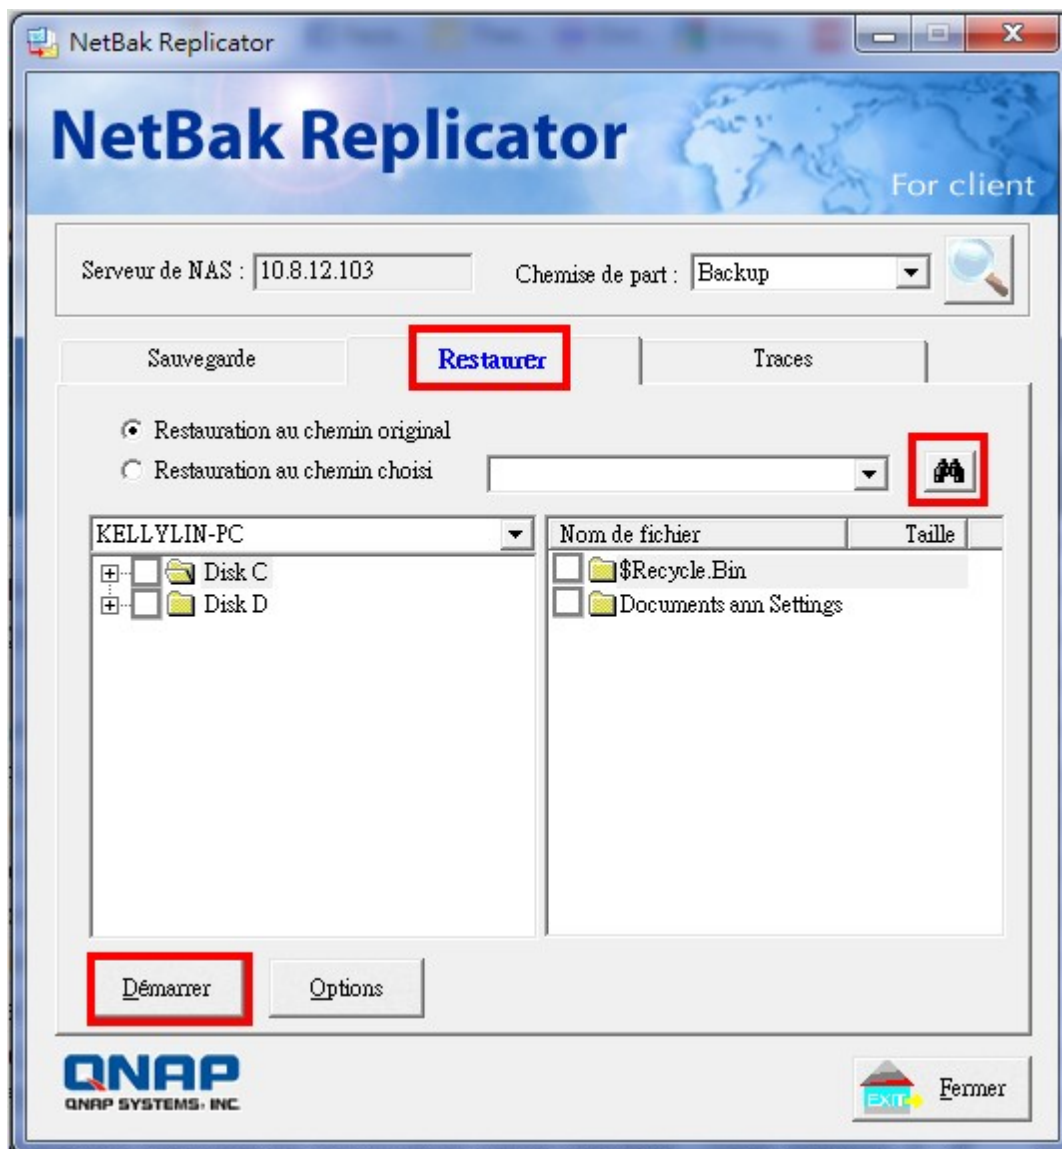 NetBak Replicator
NetBak Replicator
For client
Serveur de NAS : 10.8.12.103 Chemise de part : Backup
Sauvegarde Restaurer Traces
Restauration au chemin original
Restauration au chemin choisi
KELLYLIN-PC Nom de fichier Taille
Disk C $Recycle.Bin
Disk D Documents ann Settings
Démarrer Options
QNAP
QNAP SYSTEMS, INC.
EXIT Fermer